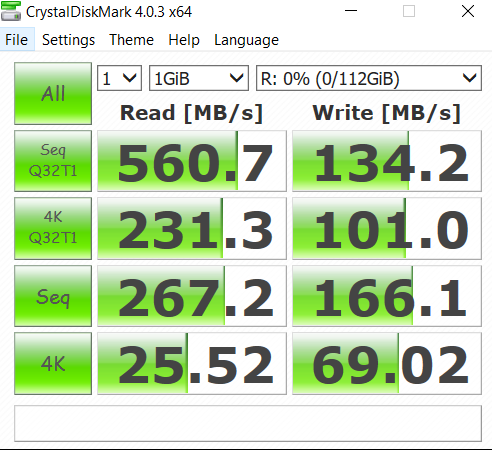 CrystalDiskMark 4.0.3 x64
File Settings Theme Help Language
All 1 1GiB R: 0% (0/112GiB)
Read [MB/s] Write [MB/s]
Seq Q32T1 560.7 134.2
4K Q32T1 231.3 101.0
Seq 267.2 166.1
4K 25.52 69.02